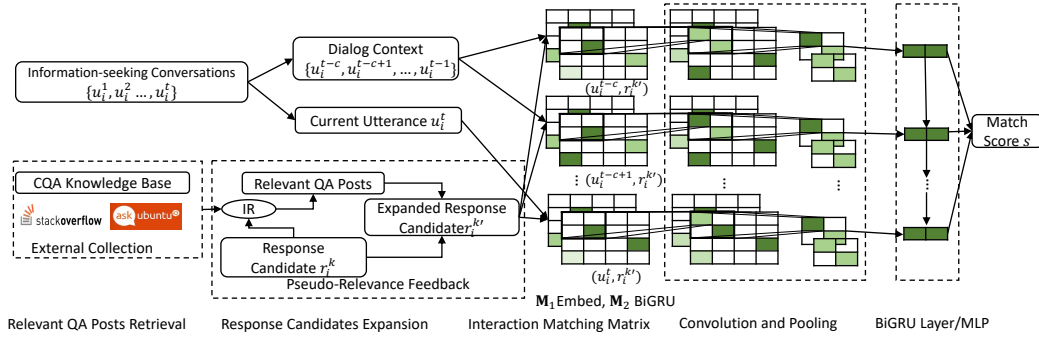 Information-seeking Conversations
{u_i^1, u_i^2 …, u_i^t}
Dialog Context
{u_i^{t-c}, u_i^{t-c+1}, …, u_i^{t-1}}
Current Utterance u_i^t
CQA Knowledge Base
stackoverflow
ask ubuntu
External Collection
IR
Relevant QA Posts
Expanded Response
Candidate r_i^{k′}
Response
Candidate r_i^k
Pseudo-Relevance Feedback
(u_i^{t-c}, r_i^{k′})
⋮ (u_i^{t-c+1}, r_i^{k′})
⋮
(u_i^t, r_i^{k′})
Match
Score s
M_1 Embed, M_2 BiGRU
Relevant QA Posts Retrieval
Response Candidates Expansion
Interaction Matching Matrix
Convolution and Pooling
BiGRU Layer/MLP